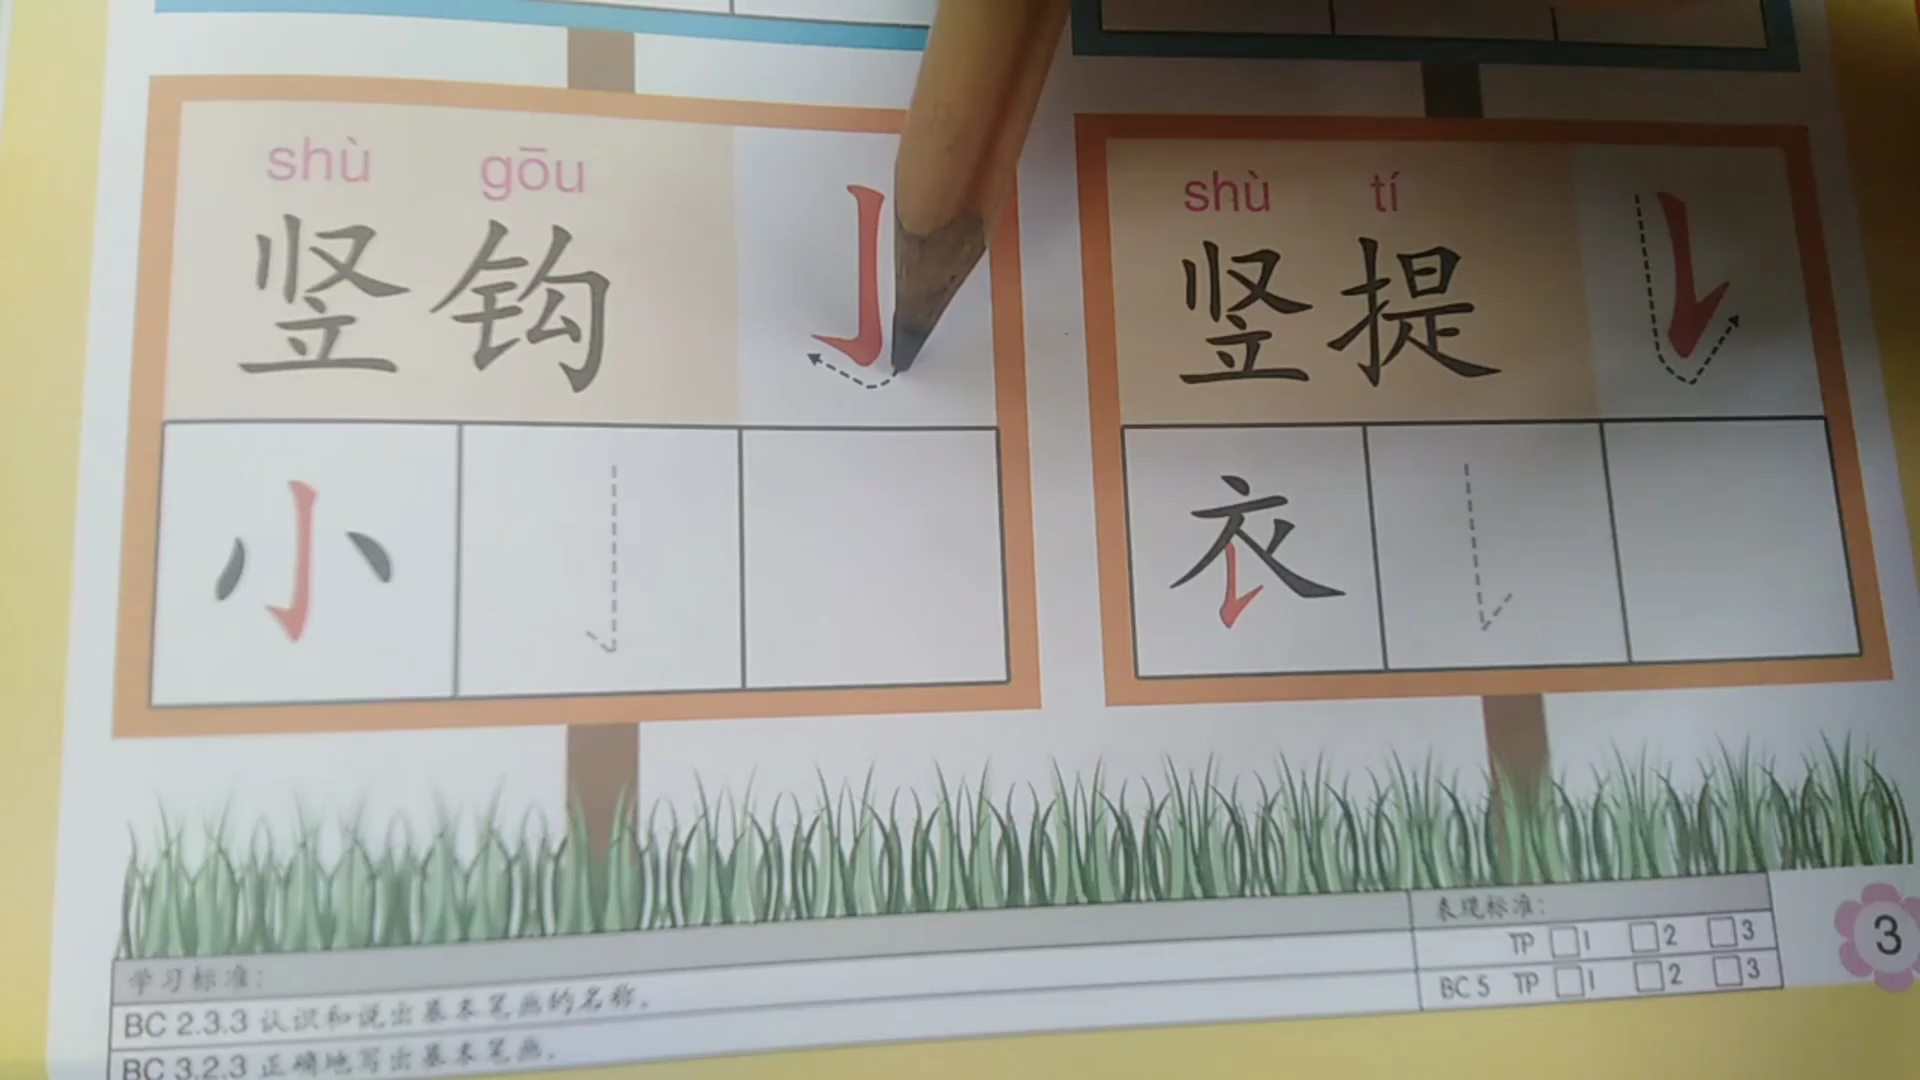 shù gōu
竖钩
小
shù tí
竖提
衣
学习标准：
BC 2.3.3 认识和说出基本笔画的名称。
BC 3.2.3 正确地写出基本笔画。
表现标准：
TP 1 2 3
BC 5 TP 1 2 3
3